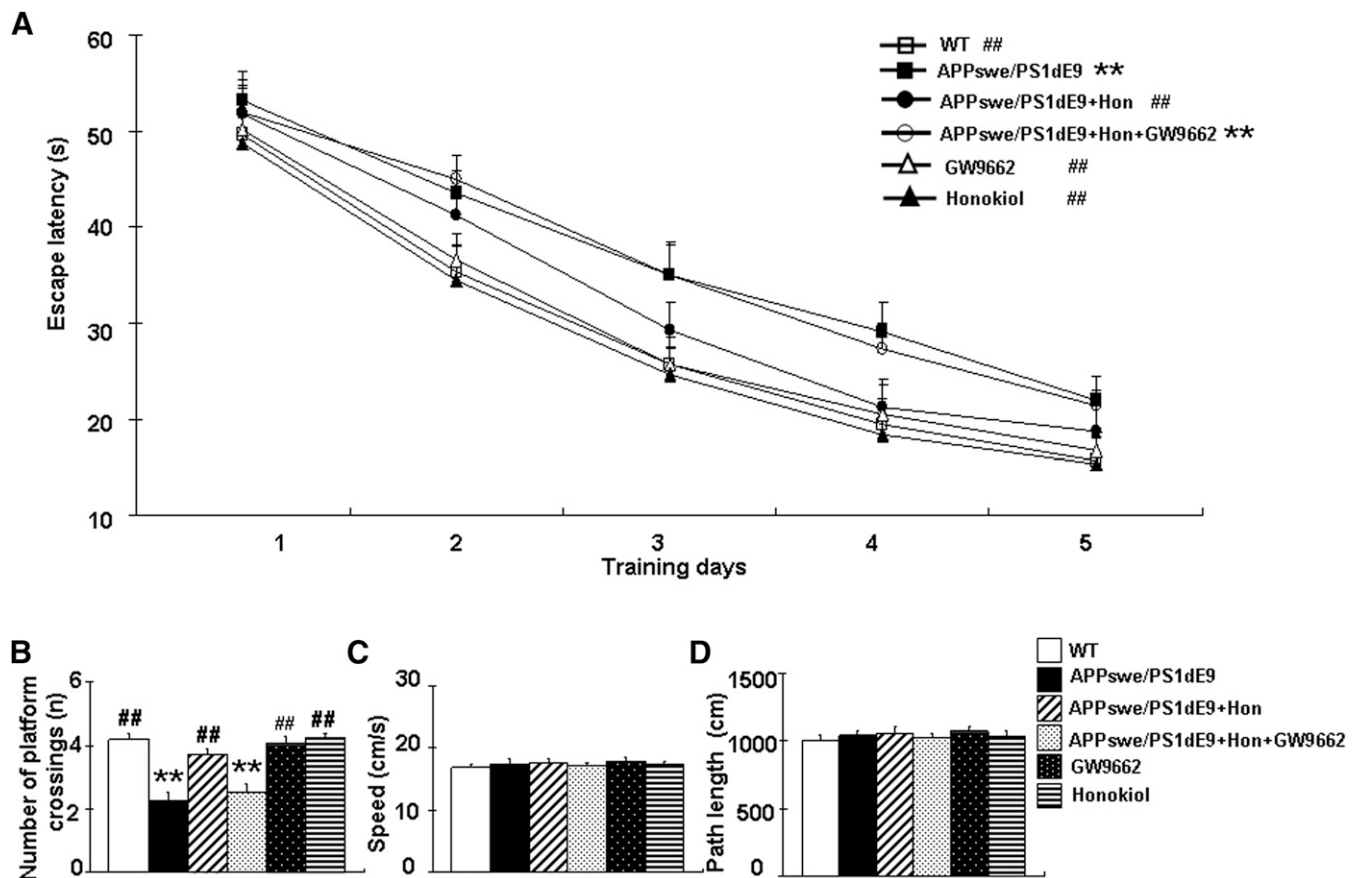 A
60
50
40
30
20
10
Escape latency (s)
1 2 3 4 5
Training days
WT ##
APPswe/PS1dE9 **
APPswe/PS1dE9+Hon ##
APPswe/PS1dE9+Hon+GW9662 **
GW9662 ##
Honokiol ##
B
Number of platform
crossings (n)
6
4
2
0
##
**
##
**
##
##
C
Speed (cm/s)
30
20
10
0
D
Path length (cm)
1500
1000
500
0
WT
APPswe/PS1dE9
APPswe/PS1dE9+Hon
APPswe/PS1dE9+Hon+GW9662
GW9662
Honokiol